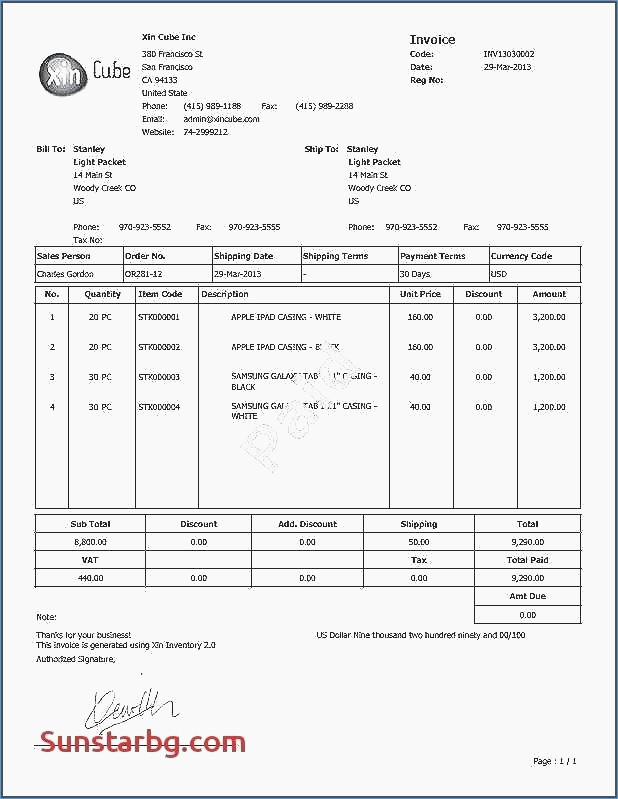 Xin Cube
Xin Cube Inc
380 Francisco St
San Francisco
CA 94133
United State
Phone: (415) 989-1188 Fax: (415) 989-2288
Email: admin@xincube.com
Website: 74-2999212
Invoice
Code: INV13030002
Date: 29-Mar-2013
Reg No:
Bill To: Stanley
Light Packet
14 Main St
Woody Creek CO
US
Phone: 970-923-5552 Fax: 970-923-5555
Tax No:
Ship To: Stanley
Light Packet
14 Main St
Woody Creek CO
US
Phone: 970-923-5552 Fax: 970-923-5555
Sales Person Order No. Shipping Date Shipping Terms Payment Terms Currency Code
Charles Gordon OR281-12 29-Mar-2013 - 30 Days USD
No. Quantity Item Code Description Unit Price Discount Amount
1 20 PC STK000001 APPLE IPAD CASING - WHITE 160.00 0.00 3,200.00
2 20 PC STK000002 APPLE IPAD CASING - BLACK 160.00 0.00 3,200.00
3 30 PC STK000003 SAMSUNG GALAXY TAB CASING - 40.00 0.00 1,200.00
BLACK
4 30 PC STK000004 SAMSUNG GALAXY TAB CASING - 40.00 0.00 1,200.00
WHITE
Paid
Sub Total Discount Add. Discount Shipping Total
8,800.00 0.00 0.00 50.00 9,290.00
VAT Tax Total Paid
440.00 0.00 0.00 0.00 9,290.00
Amt Due
0.00
Note:
Thanks for your business!
This invoice is generated using Xin Inventory 2.0
Authorized Signature,
US Dollar Nine thousand two hundred ninety and 00/100
Sunstarbg.com
Page : 1 / 1